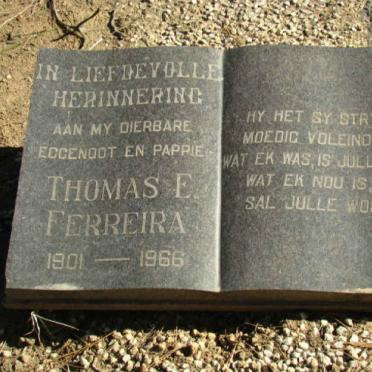 IN LIEFDEVOLLE
HERINNERING
AAN MY DIERBARE
EGGENOOT EN PAPPIE
THOMAS E.
FERREIRA
1901 — 1966
HY HET SY STR
MOEDIG VOLEIND
WAT EK WAS, IS JULL
WAT EK NOU IS,
SAL JULLE WO